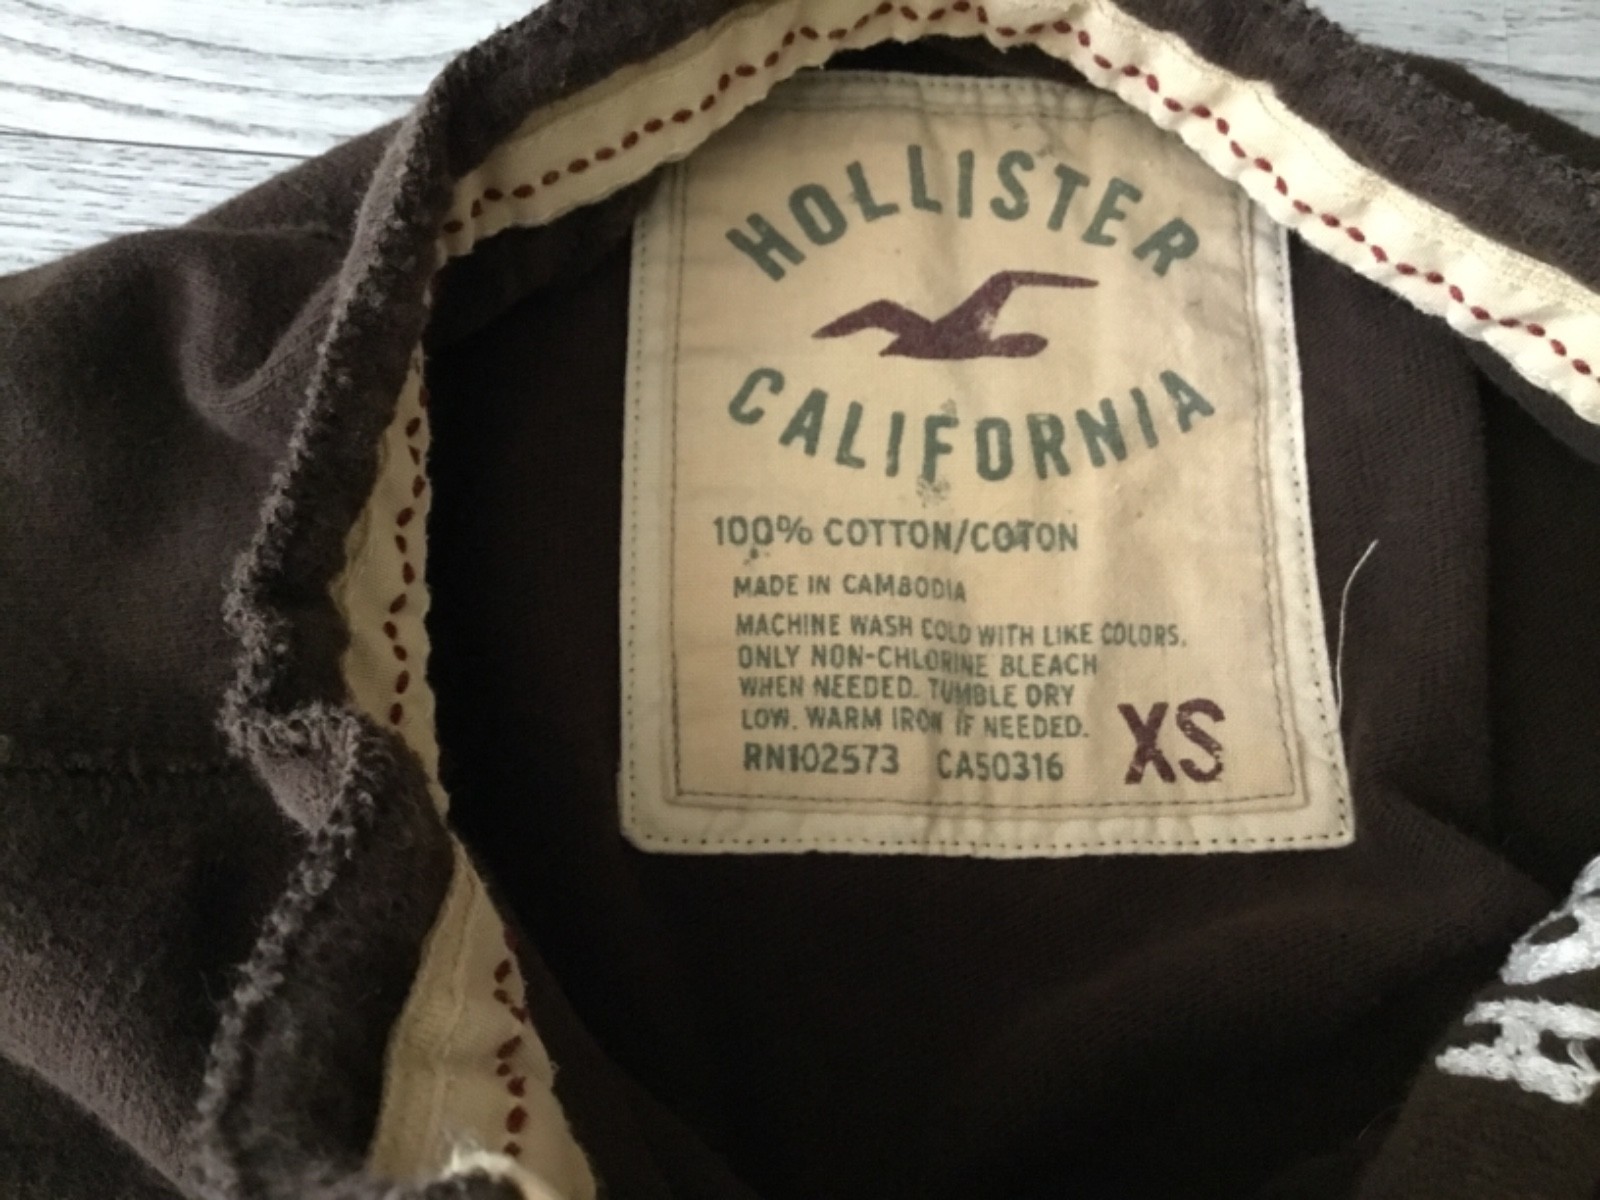 HOLLISTER
CALIFORNIA
100% COTTON/COTON
MADE IN CAMBODIA
MACHINE WASH COLD WITH LIKE COLORS.
ONLY NON-CHLORINE BLEACH
WHEN NEEDED. TUMBLE DRY
LOW. WARM IRON IF NEEDED.
RN102573 CA50316
XS